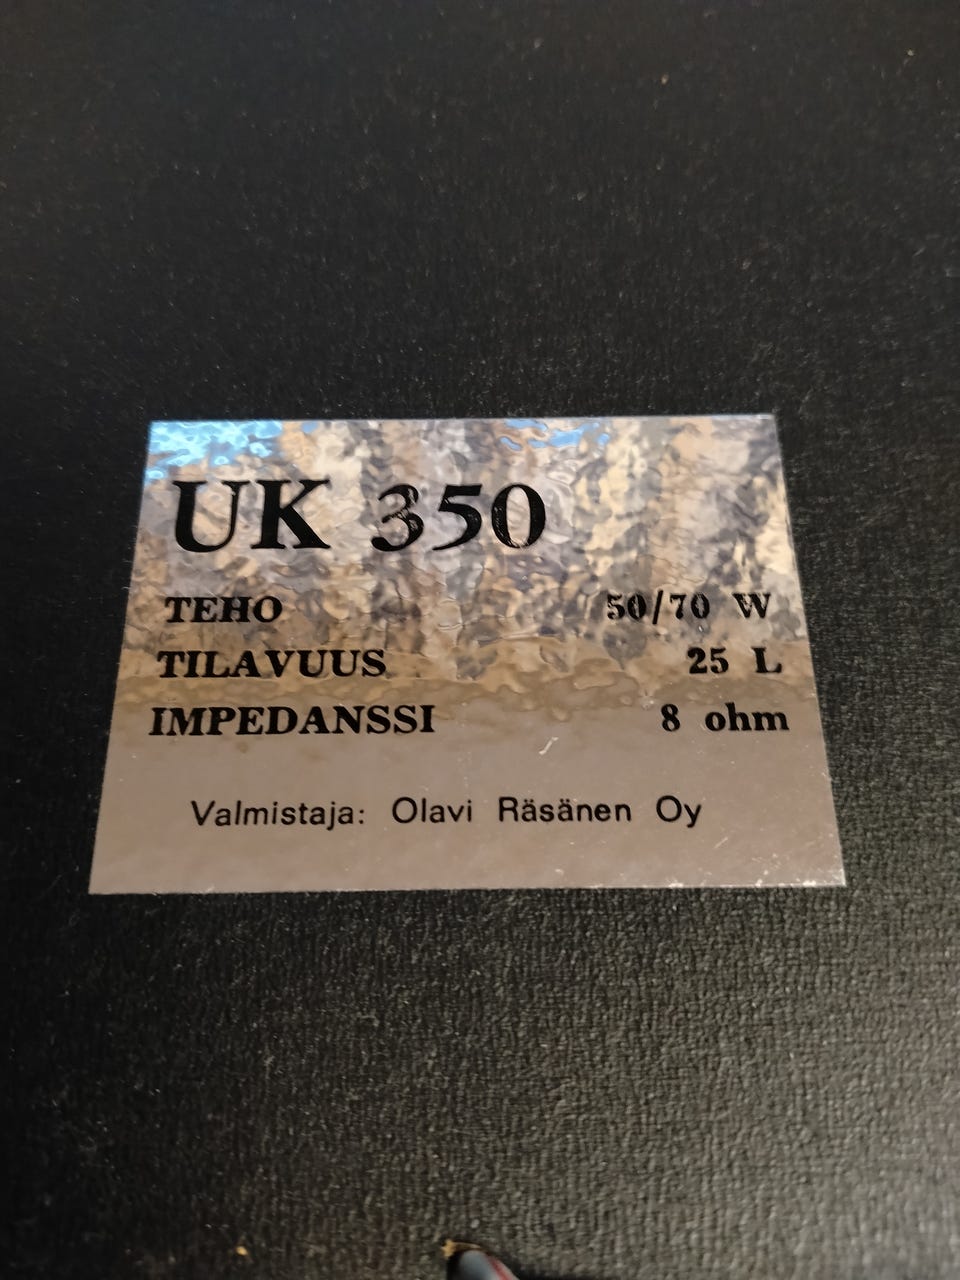 UK 350
TEHO 50/70 W
TILAVUUS 25 L
IMPEDANSSI 8 ohm
Valmistaja: Olavi Räsänen Oy